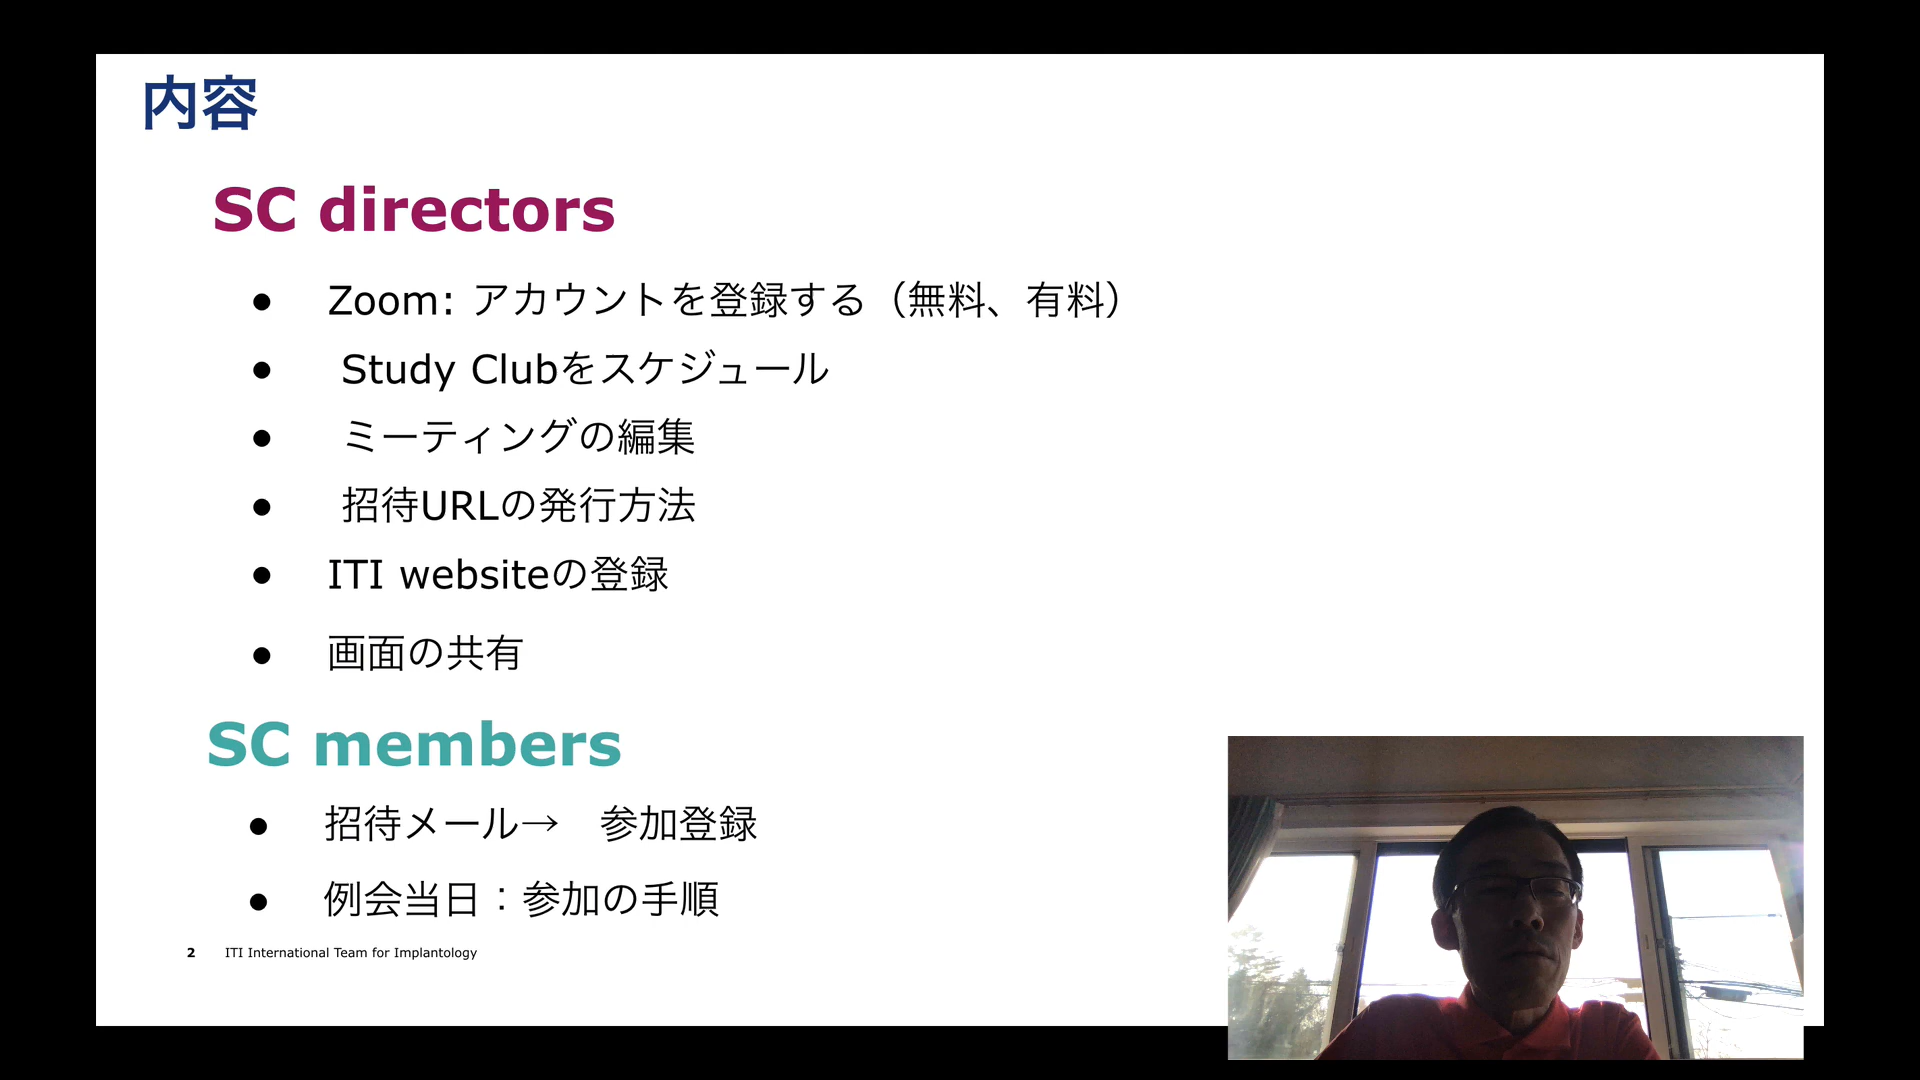 内容
SC directors
● Zoom: アカウントを登録する（無料、有料）
● Study Clubをスケジュール
● ミーティングの編集
● 招待URLの発行方法
● ITI websiteの登録
● 画面の共有
SC members
● 招待メール→　参加登録
● 例会当日：参加の手順
2 ITI International Team for Implantology